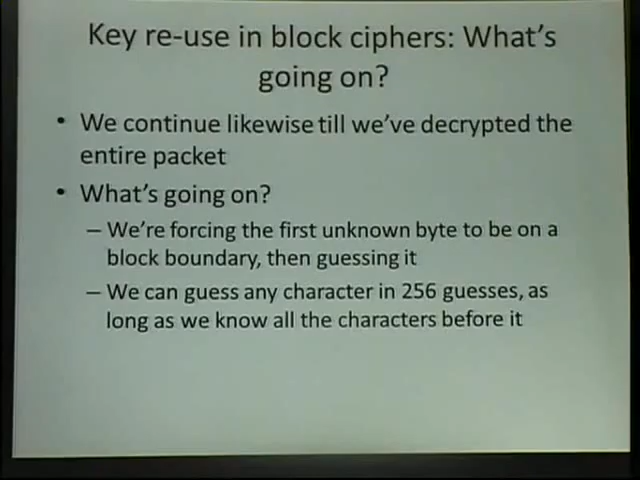 Key re-use in block ciphers: What's
going on?
• We continue likewise till we've decrypted the
entire packet
• What's going on?
– We're forcing the first unknown byte to be on a
block boundary, then guessing it
– We can guess any character in 256 guesses, as
long as we know all the characters before it